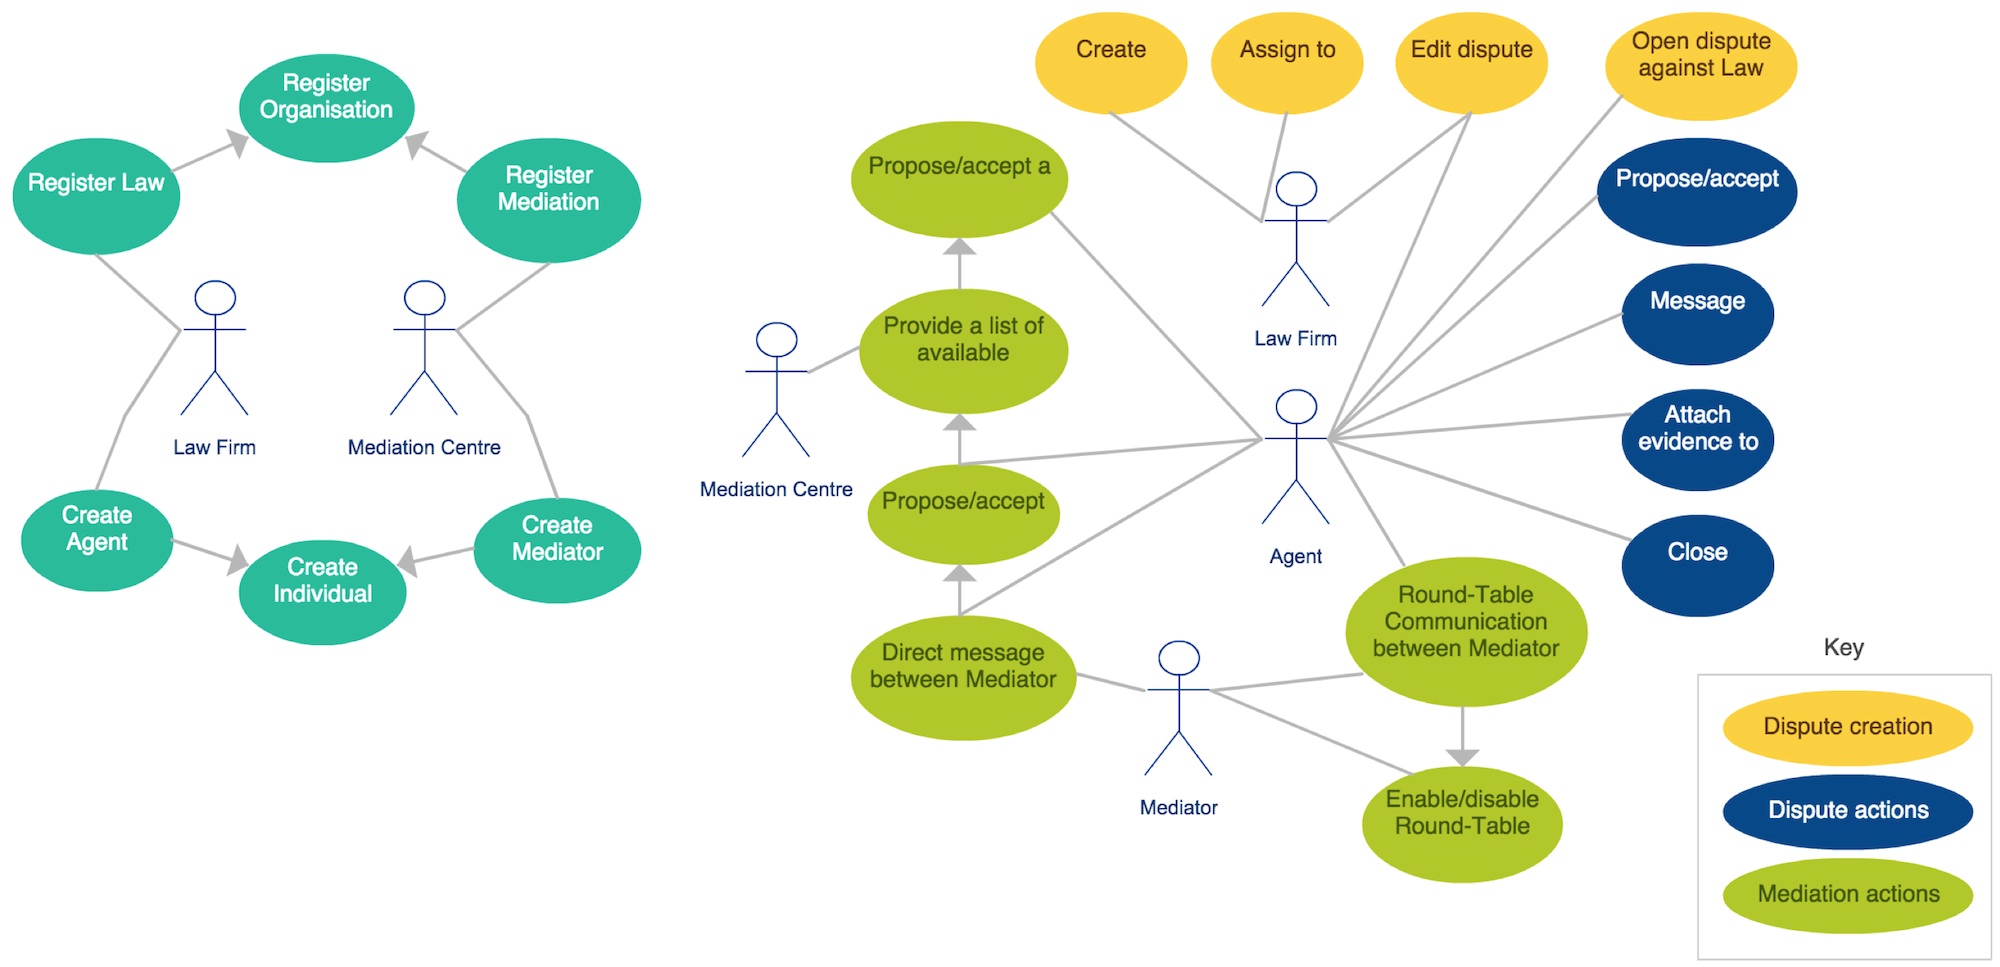 Register
Organisation
Register Law
Register
Mediation
Law Firm
Mediation Centre
Create
Agent
Create
Mediator
Create
Individual
Create
Assign to
Edit dispute
Open dispute
against Law
Propose/accept a
Propose/accept
Law Firm
Message
Provide a list of
available
Mediation Centre
Attach
evidence to
Propose/accept
Agent
Close
Round-Table
Communication
between Mediator
Direct message
between Mediator
Mediator
Enable/disable
Round-Table
Key
Dispute creation
Dispute actions
Mediation actions